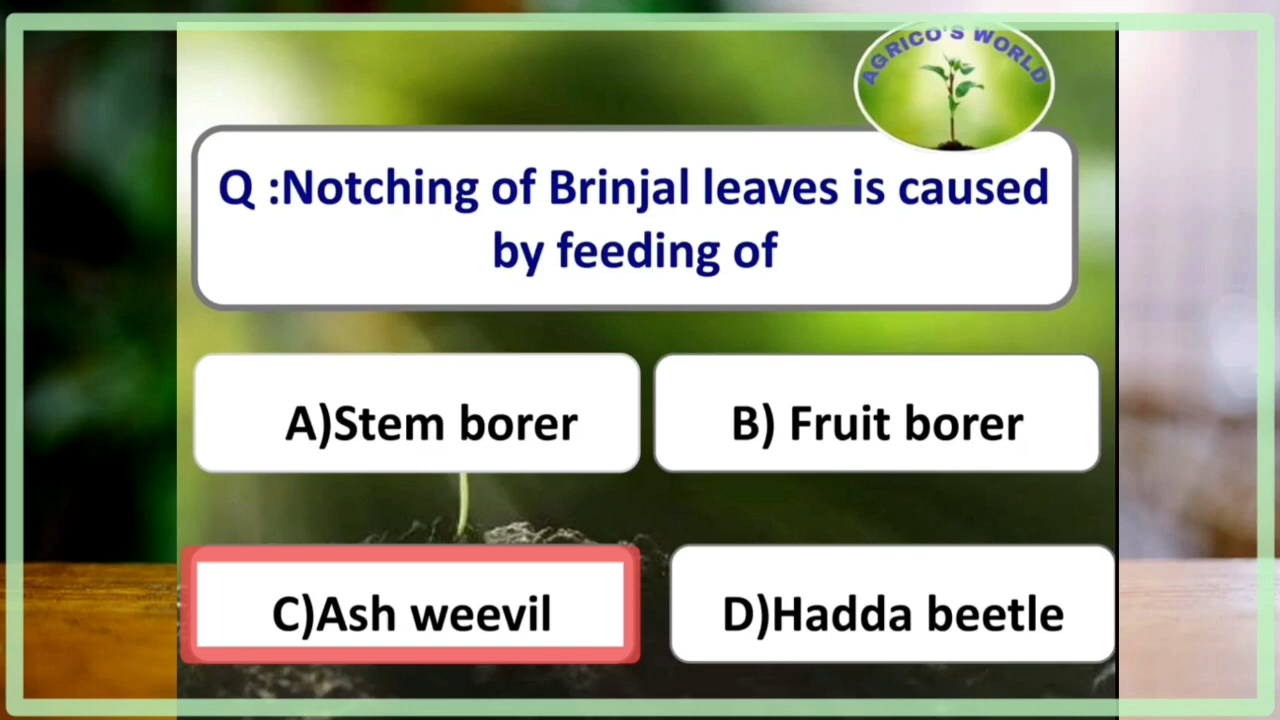 AGRICO'S WORLD
Q :Notching of Brinjal leaves is caused
by feeding of
A)Stem borer
B) Fruit borer
C)Ash weevil
D)Hadda beetle